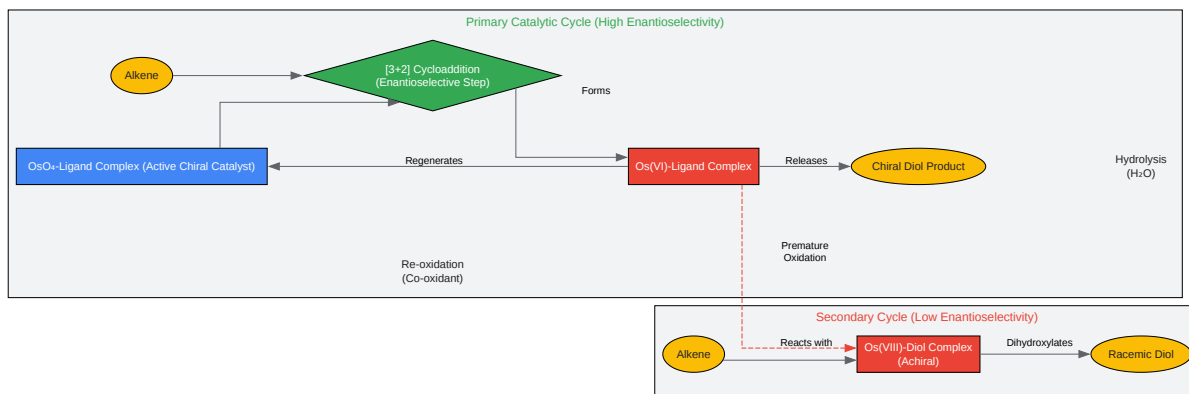 Primary Catalytic Cycle (High Enantioselectivity)
Alkene
[3+2] Cycloaddition
(Enantioselective Step)
Forms
OsO₄-Ligand Complex (Active Chiral Catalyst)
Regenerates
Os(VI)-Ligand Complex
Releases
Chiral Diol Product
Hydrolysis
(H₂O)
Premature
Oxidation
Re-oxidation
(Co-oxidant)
Secondary Cycle (Low Enantioselectivity)
Alkene
Reacts with
Os(VIII)-Diol Complex
(Achiral)
Dihydroxylates
Racemic Diol